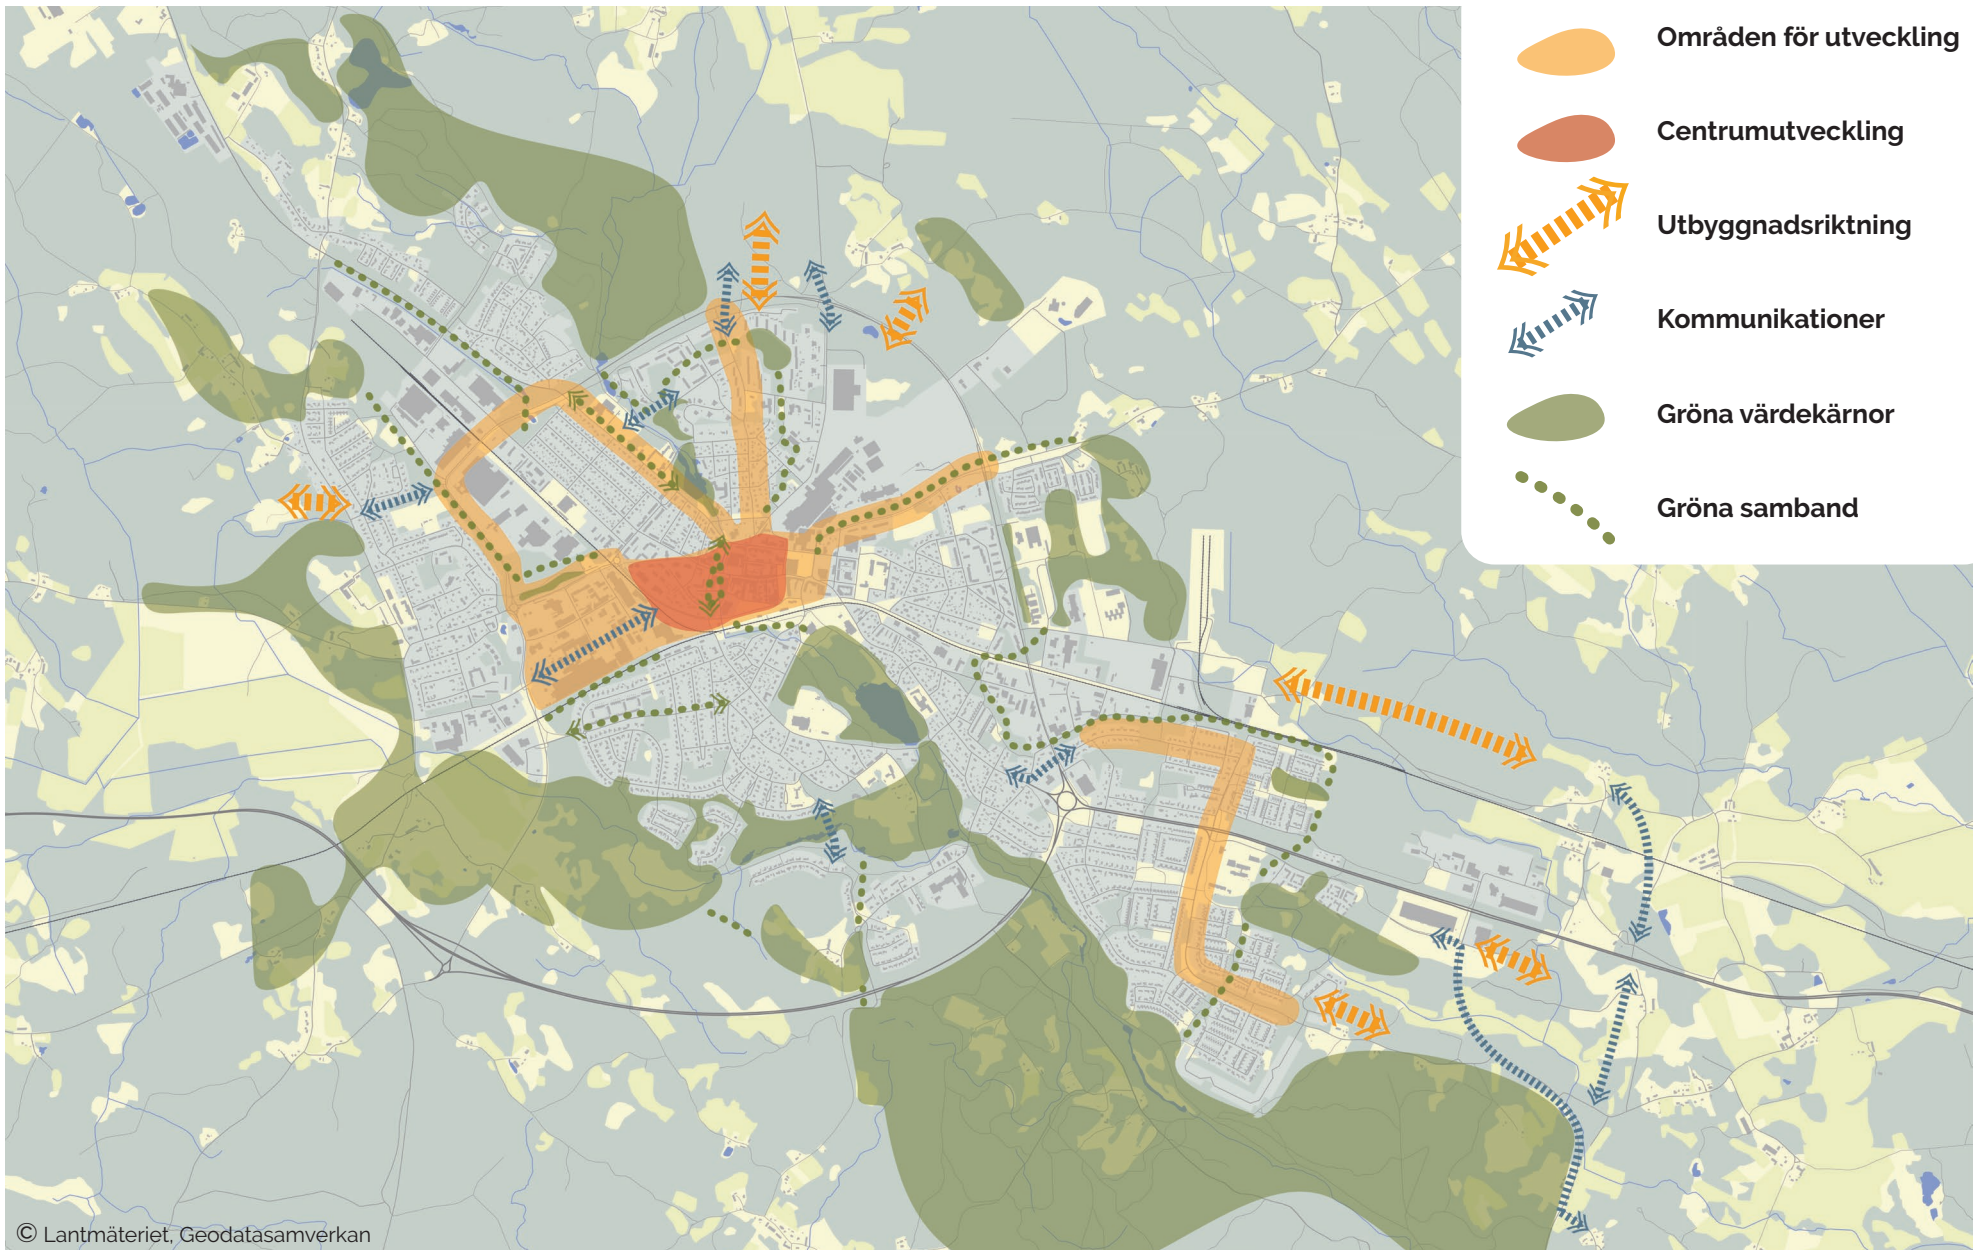 Områden för utveckling
Centrumutveckling
Utbyggnadsriktning
Kommunikationer
Gröna värdekärnor
Gröna samband
© Lantmäteriet, Geodatasamverkan